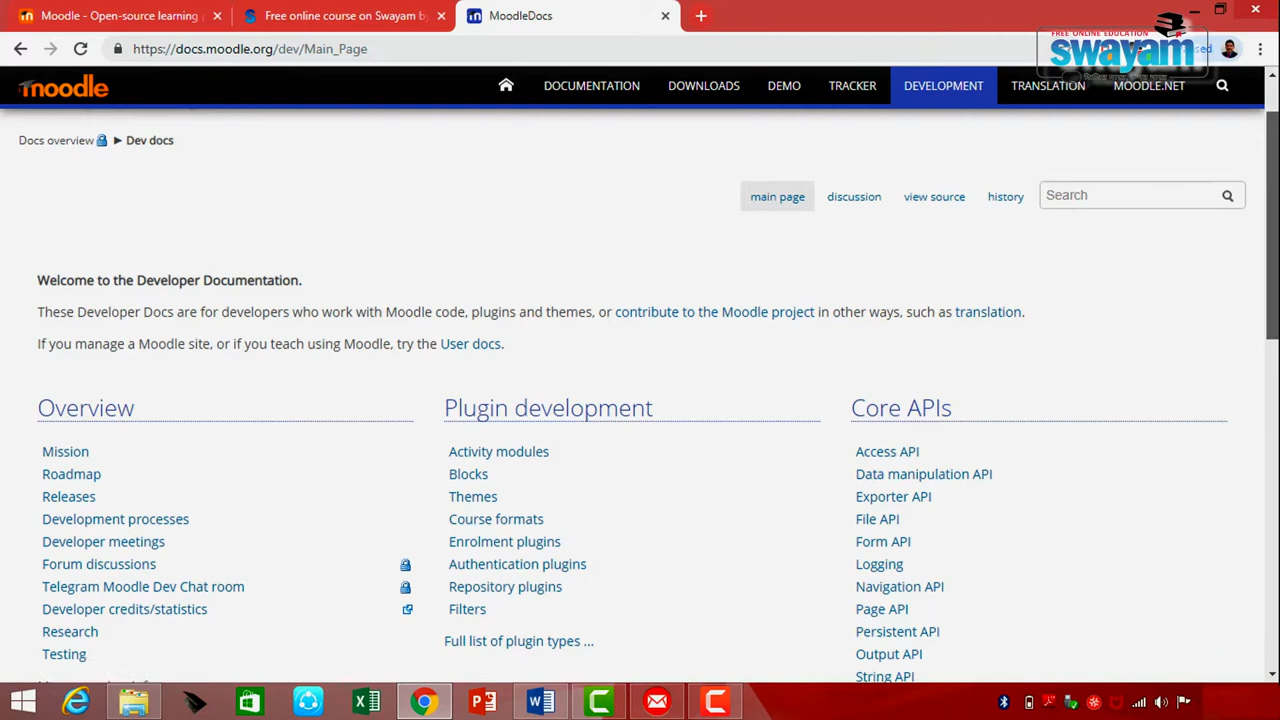 Moodle - Open-source learning
Free online course on Swayam by
MoodleDocs
FREE ONLINE EDUCATION
swayam
https://docs.moodle.org/dev/Main_Page
moodle
DOCUMENTATION DOWNLOADS DEMO TRACKER DEVELOPMENT TRANSLATION MOODLE.NET
Docs overview ► Dev docs
main page discussion view source history Search
Welcome to the Developer Documentation.
These Developer Docs are for developers who work with Moodle code, plugins and themes, or contribute to the Moodle project in other ways, such as translation.
If you manage a Moodle site, or if you teach using Moodle, try the User docs.
Overview
Mission
Roadmap
Releases
Development processes
Developer meetings
Forum discussions
Telegram Moodle Dev Chat room
Developer credits/statistics
Research
Testing
Plugin development
Activity modules
Blocks
Themes
Course formats
Enrolment plugins
Authentication plugins
Repository plugins
Filters
Full list of plugin types ...
Core APIs
Access API
Data manipulation API
Exporter API
File API
Form API
Logging
Navigation API
Page API
Persistent API
Output API
String API